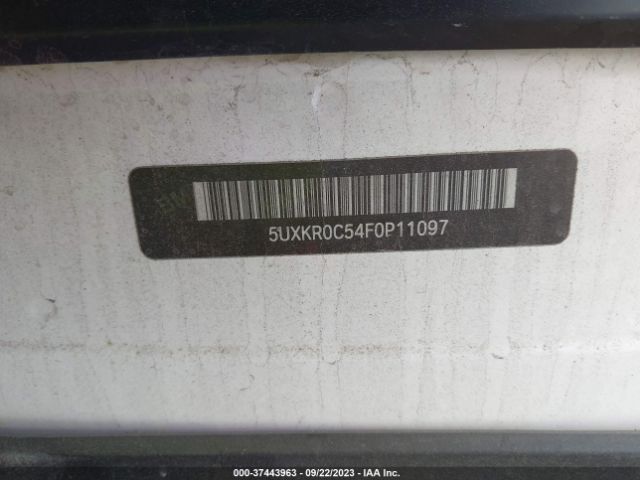 5UXKR0C54F0P11097
000-37443963 - 09/22/2023 - IAA Inc.